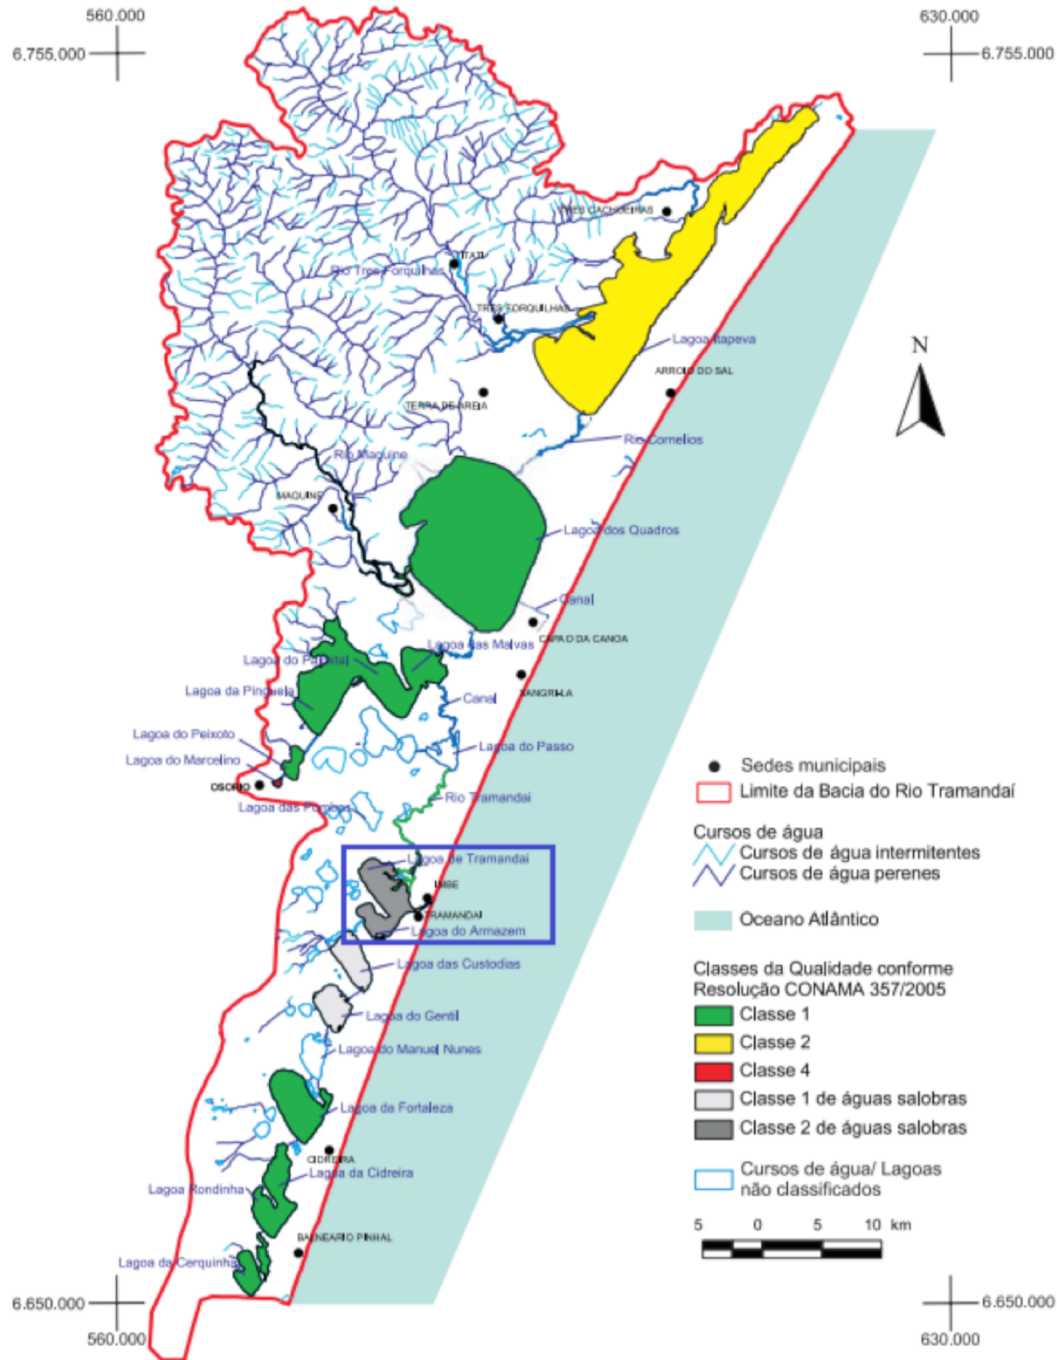 560.000
630.000
6.755.000
6.755.000
TRES CACHOEIRAS
ITATI
Rio Tres Forquilhas
TRES FORQUILHAS
Lagoa Itapeva
N
ARROIO DO SAL
TERRA DE AREIA
Rio Cornelios
Rio Maquine
MAQUINE
Lagoa dos Quadros
Canal
CAPAO DA CANOA
Lagoa das Malvas
Lagoa do Palmital
Lagoa da Pinguela
XANGRI-LA
Canal
Lagoa do Peixoto
Lagoa do Passo
Lagoa do Marcelino
OSORIO
Rio Tramandai
Lagoa das Pombas
Lagoa de Tramandai
IMBE
TRAMANDAI
Lagoa do Armazem
Lagoa das Custodias
Lagoa do Gentil
Lagoa do Manuel Nunes
Lagoa da Fortaleza
CIDREIRA
Lagoa da Cidreira
Lagoa Rondinha
BALNEARIO PINHAL
Lagoa da Cerquinha
Sedes municipais
Limite da Bacia do Rio Tramandaí
Cursos de água
Cursos de água intermitentes
Cursos de água perenes
Oceano Atlântico
Classes da Qualidade conforme
Resolução CONAMA 357/2005
Classe 1
Classe 2
Classe 4
Classe 1 de águas salobras
Classe 2 de águas salobras
Cursos de água/ Lagoas
não classificados
5 0 5 10 km
6.650.000
6.650.000
560.000
630.000